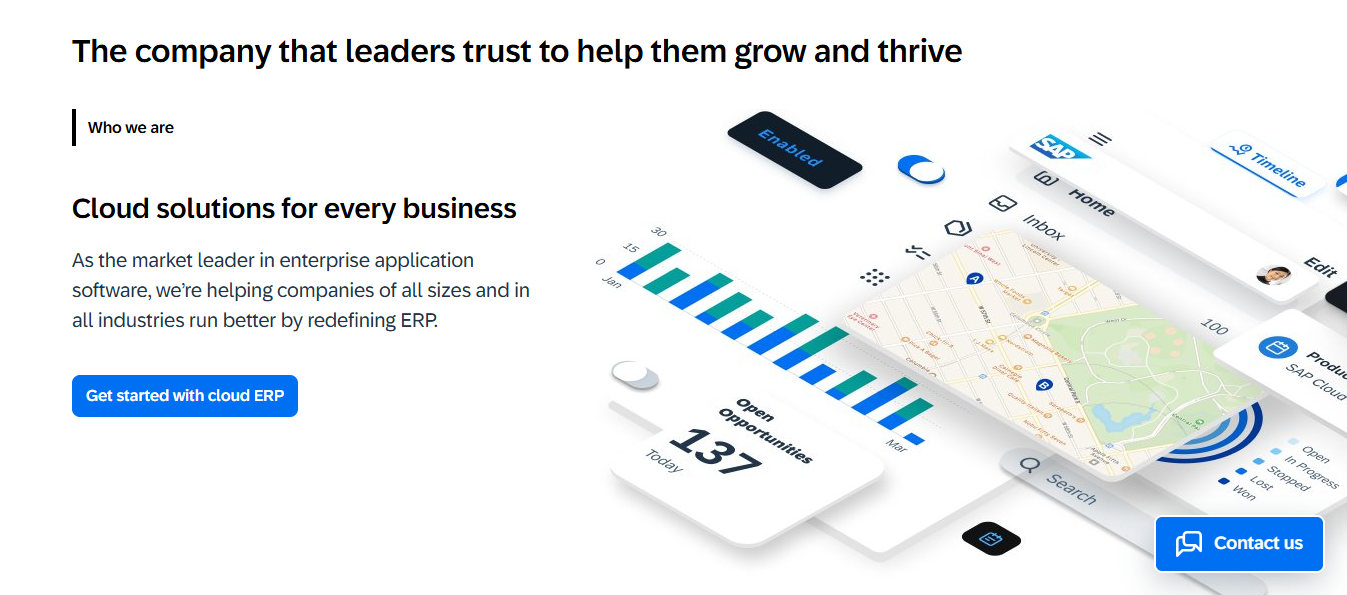 The company that leaders trust to help them grow and thrive
Who we are
Cloud solutions for every business
As the market leader in enterprise application
software, we’re helping companies of all sizes and in
all industries run better by redefining ERP.
Get started with cloud ERP
Enabled
SAP
Timeline
Home
Inbox
Edit
30
15
0
Jan
Mar
100
A
B
Open
Opportunities
137
Today
Produc
SAP Cloud
Open
In Progress
Stopped
Lost
Won
Search
Contact us